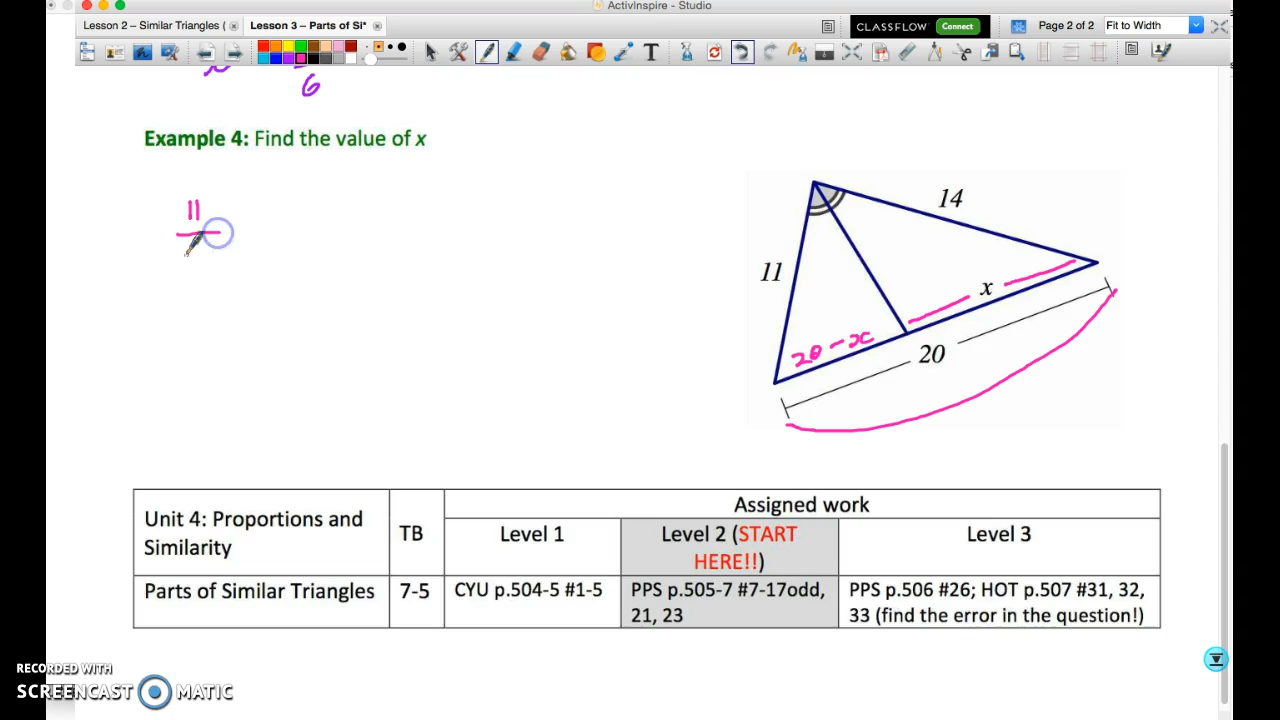 ActivInspire - Studio
Lesson 2 – Similar Triangles (
Lesson 3 – Parts of Si*
CLASSFLOW Connect
Page 2 of 2
Fit to Width
6
Example 4: Find the value of x
11
14
11
x
20 - x
20
Unit 4: Proportions and Similarity
TB
Assigned work
Level 1
Level 2 (START HERE!!)
Level 3
Parts of Similar Triangles
7-5
CYU p.504-5 #1-5
PPS p.505-7 #7-17odd,
21, 23
PPS p.506 #26; HOT p.507 #31, 32,
33 (find the error in the question!)
RECORDED WITH
SCREENCAST MATIC